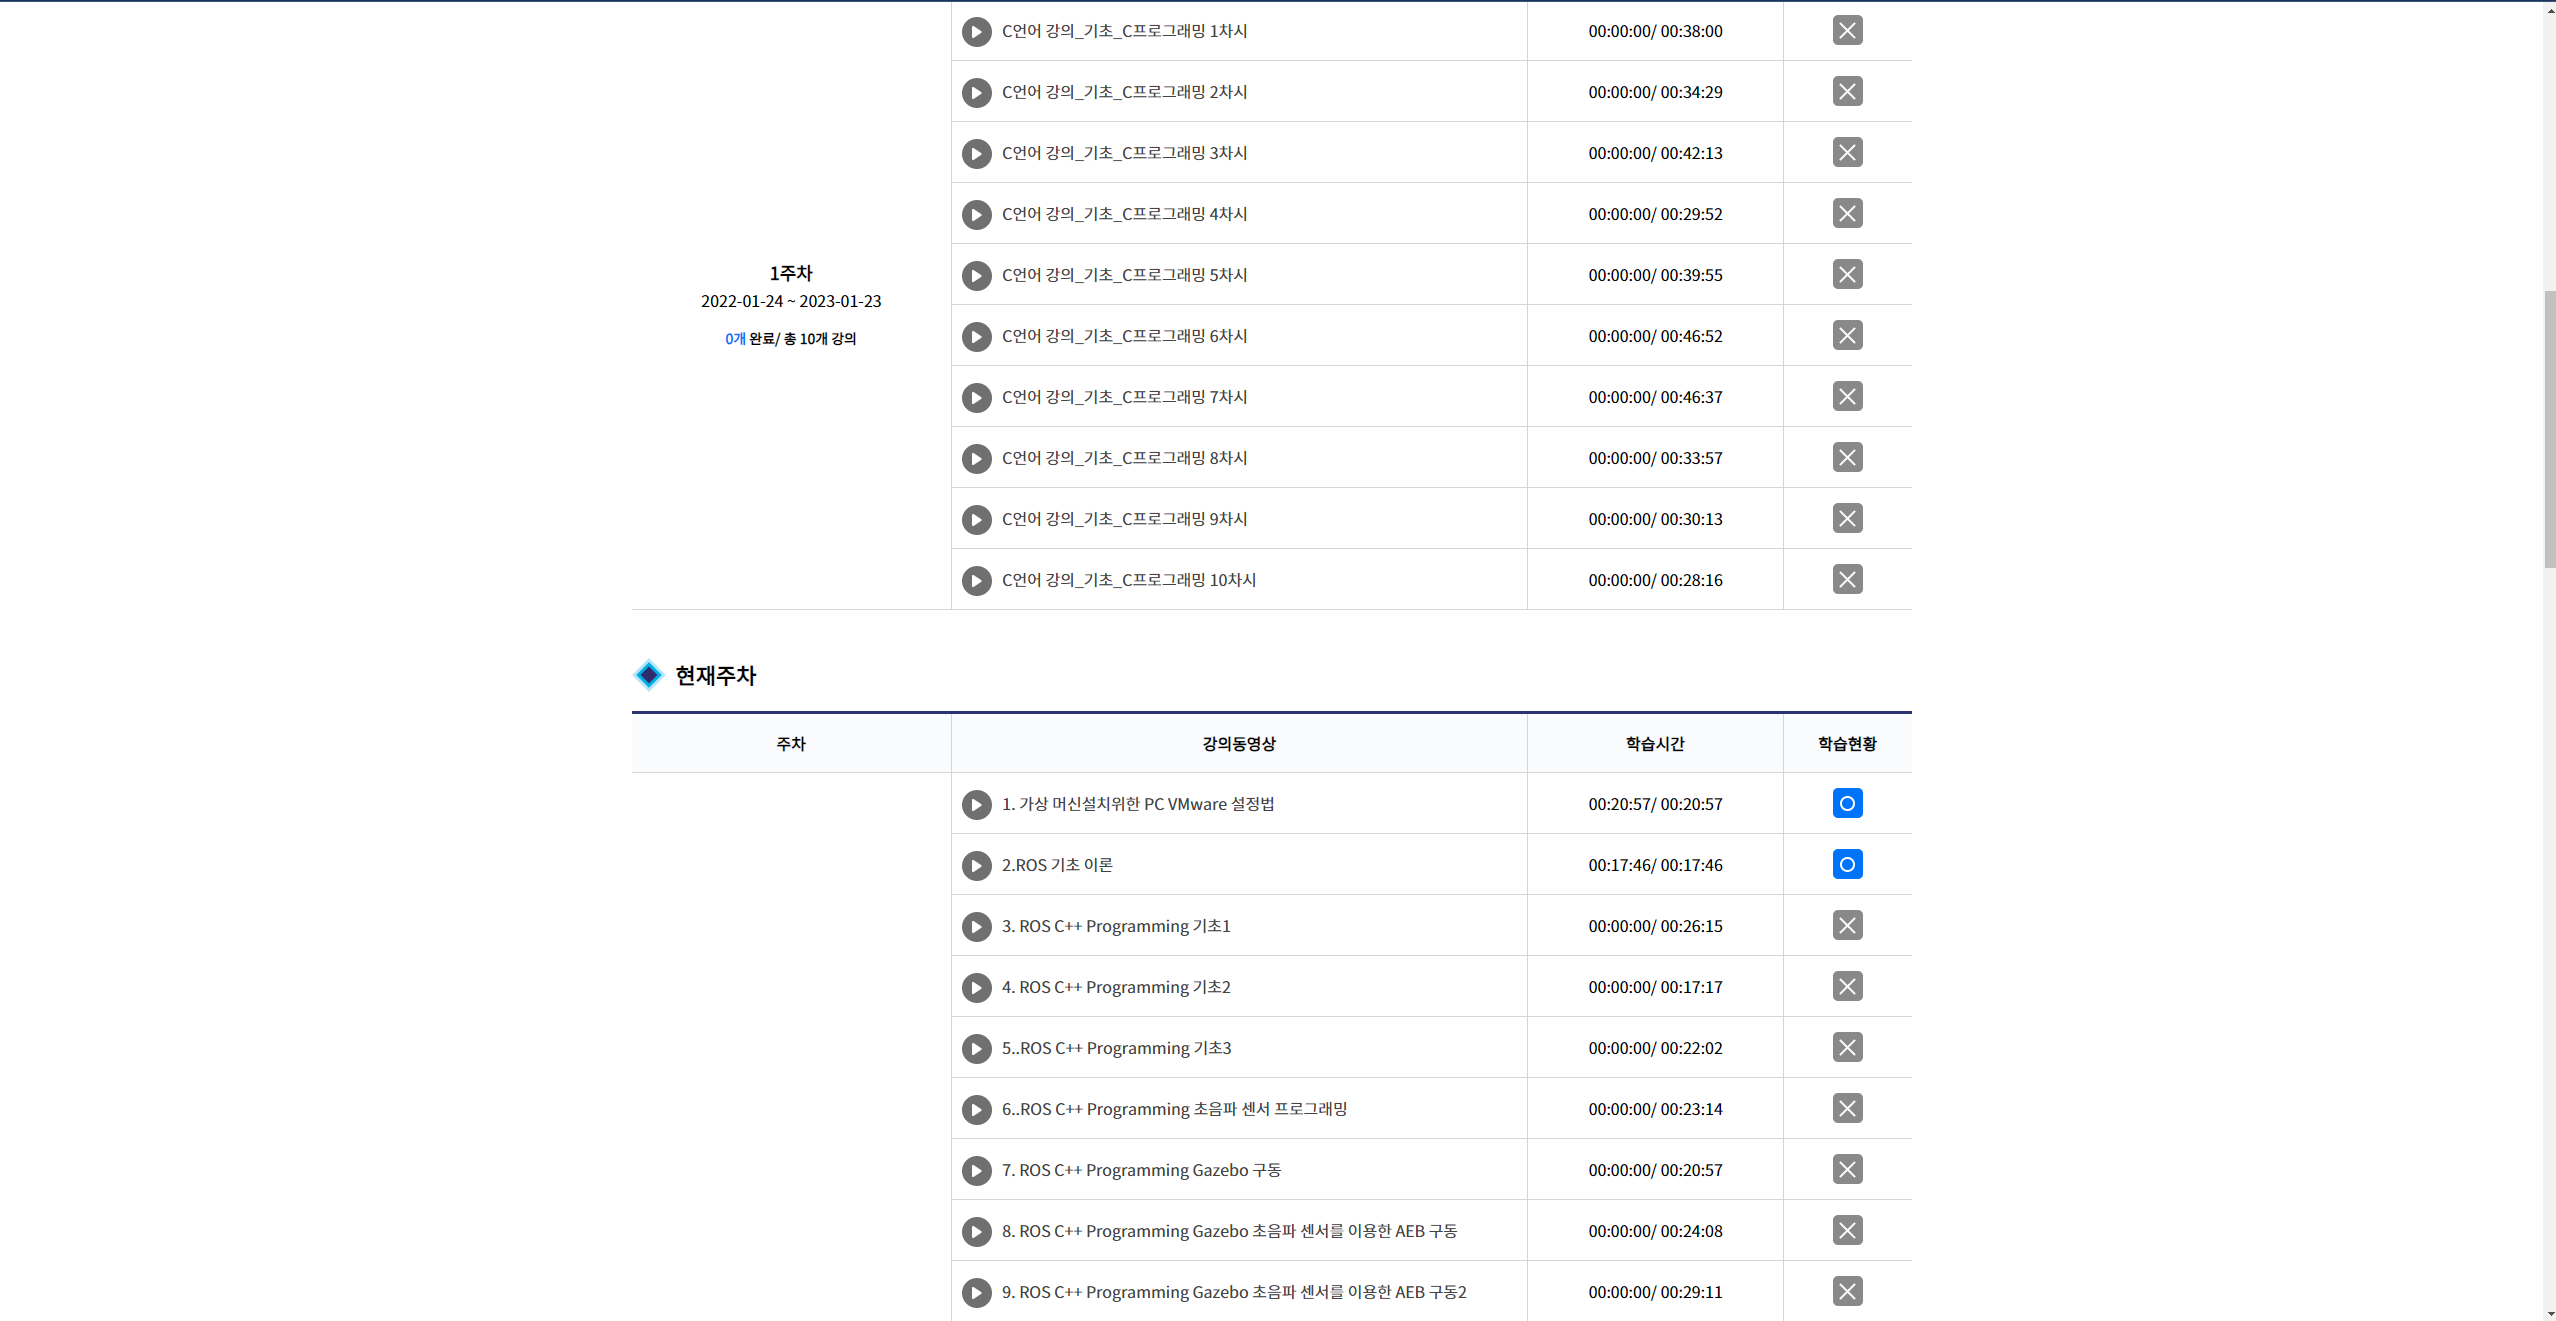 C언어 강의_기초_C프로그래밍 1차시 00:00:00/ 00:38:00
C언어 강의_기초_C프로그래밍 2차시 00:00:00/ 00:34:29
C언어 강의_기초_C프로그래밍 3차시 00:00:00/ 00:42:13
C언어 강의_기초_C프로그래밍 4차시 00:00:00/ 00:29:52
1주차
2022-01-24 ~ 2023-01-23
0개 완료/ 총 10개 강의
C언어 강의_기초_C프로그래밍 5차시 00:00:00/ 00:39:55
C언어 강의_기초_C프로그래밍 6차시 00:00:00/ 00:46:52
C언어 강의_기초_C프로그래밍 7차시 00:00:00/ 00:46:37
C언어 강의_기초_C프로그래밍 8차시 00:00:00/ 00:33:57
C언어 강의_기초_C프로그래밍 9차시 00:00:00/ 00:30:13
C언어 강의_기초_C프로그래밍 10차시 00:00:00/ 00:28:16
현재주차
주차 강의동영상 학습시간 학습현황
1. 가상 머신설치위한 PC VMware 설정법 00:20:57/ 00:20:57
2.ROS 기초 이론 00:17:46/ 00:17:46
3. ROS C++ Programming 기초1 00:00:00/ 00:26:15
4. ROS C++ Programming 기초2 00:00:00/ 00:17:17
5..ROS C++ Programming 기초3 00:00:00/ 00:22:02
6..ROS C++ Programming 초음파 센서 프로그래밍 00:00:00/ 00:23:14
7. ROS C++ Programming Gazebo 구동 00:00:00/ 00:20:57
8. ROS C++ Programming Gazebo 초음파 센서를 이용한 AEB 구동 00:00:00/ 00:24:08
9. ROS C++ Programming Gazebo 초음파 센서를 이용한 AEB 구동2 00:00:00/ 00:29:11